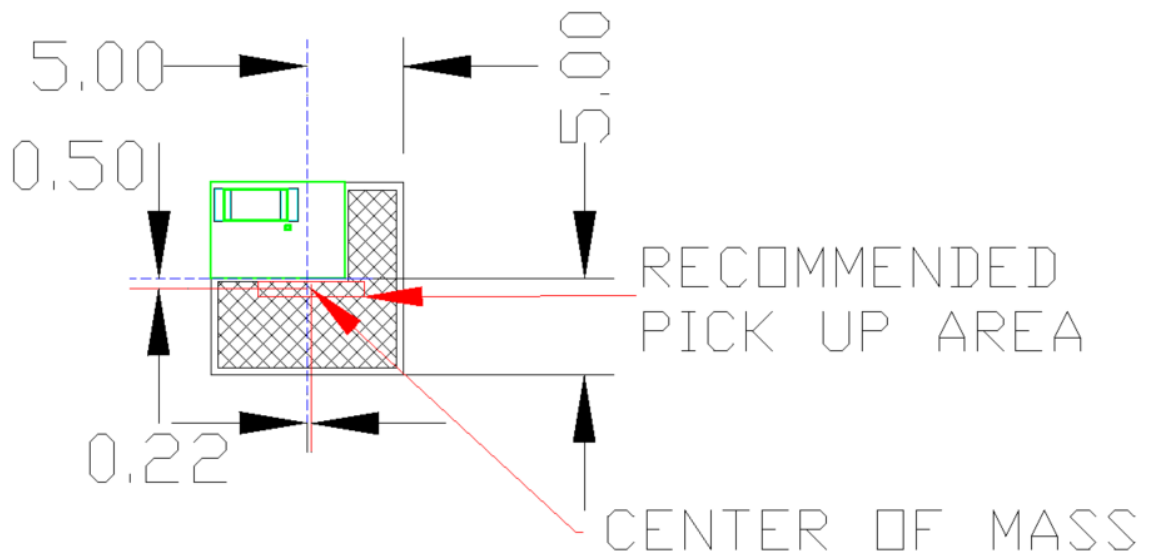 5.00
5.00
0.50
RECOMMENDED
PICK UP AREA
0.22
CENTER OF MASS